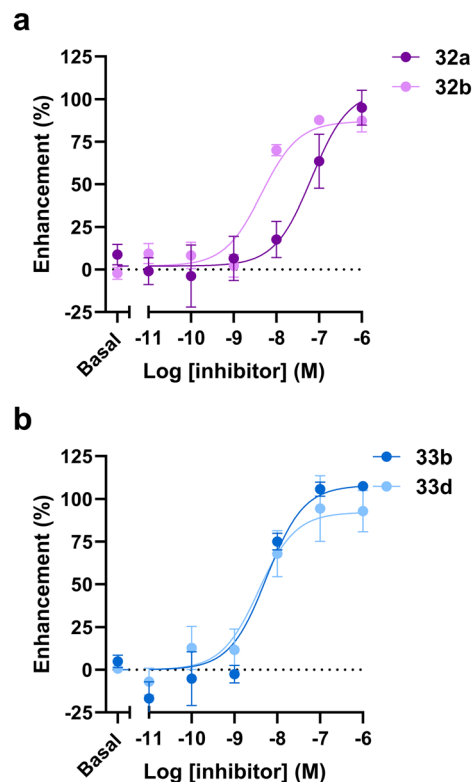 a
32a
32b
Enhancement (%)
125
100
75
50
25
0
-25
Basal
-11 -10 -9 -8 -7 -6
Log [inhibitor] (M)
b
33b
33d
Enhancement (%)
125
100
75
50
25
0
-25
Basal
-11 -10 -9 -8 -7 -6
Log [inhibitor] (M)